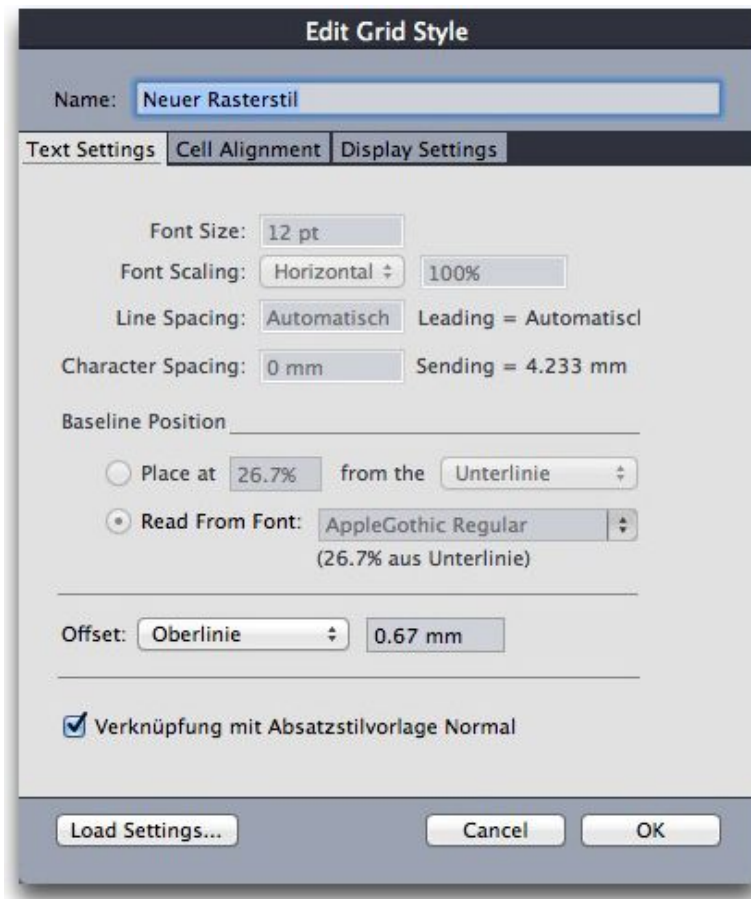 Edit Grid Style
Name: Neuer Rasterstil
Text Settings Cell Alignment Display Settings
Font Size: 12 pt
Font Scaling: Horizontal 100%
Line Spacing: Automatisch Leading = Automatiscl
Character Spacing: 0 mm Sending = 4.233 mm
Baseline Position
Place at 26.7% from the Unterlinie
Read From Font: AppleGothic Regular
(26.7% aus Unterlinie)
Offset: Oberlinie 0.67 mm
Verknüpfung mit Absatzstilvorlage Normal
Load Settings... Cancel OK